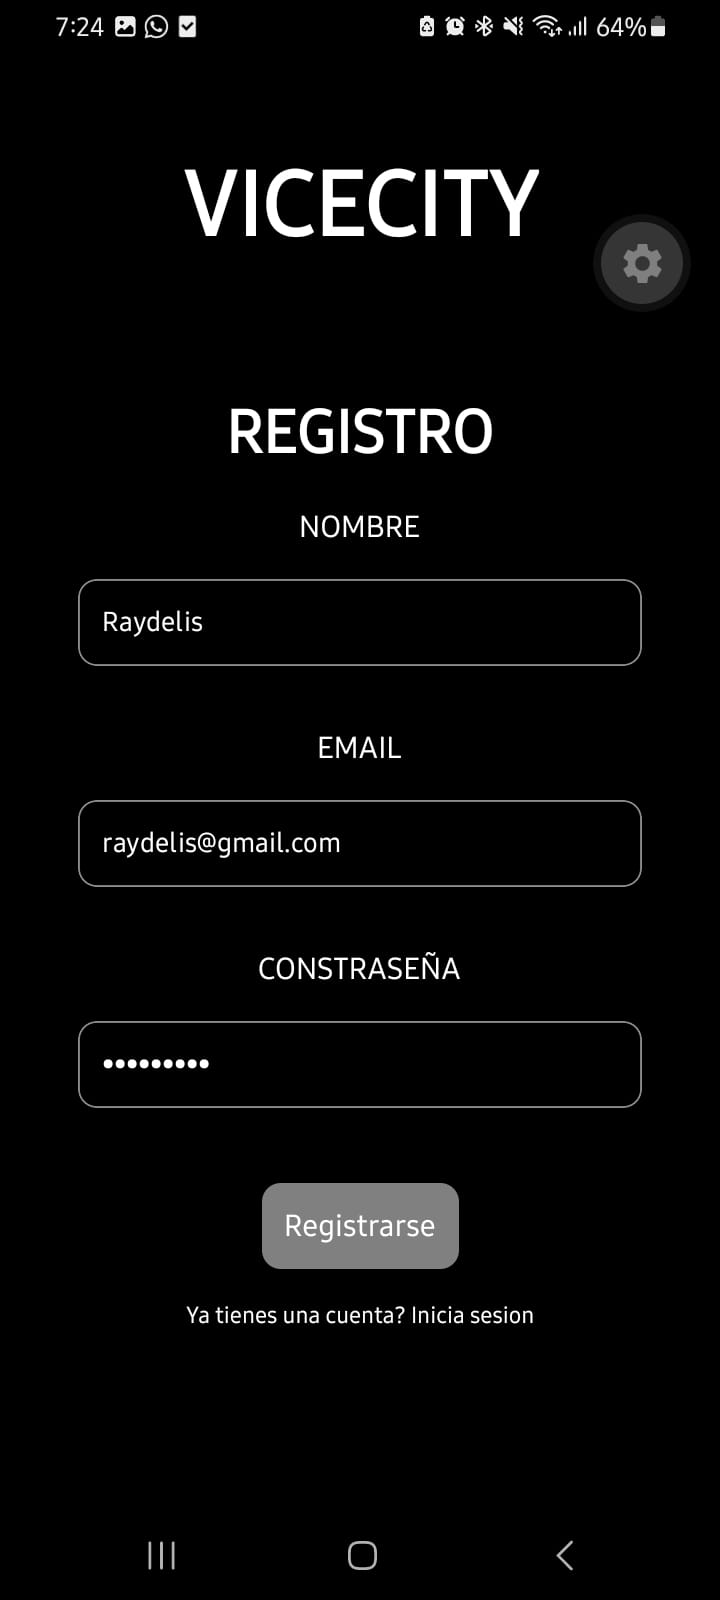 7:24 64%
VICECITY
REGISTRO
NOMBRE
Raydelis
EMAIL
raydelis@gmail.com
CONSTRASEÑA
•••••••••
Registrarse
Ya tienes una cuenta? Inicia sesion